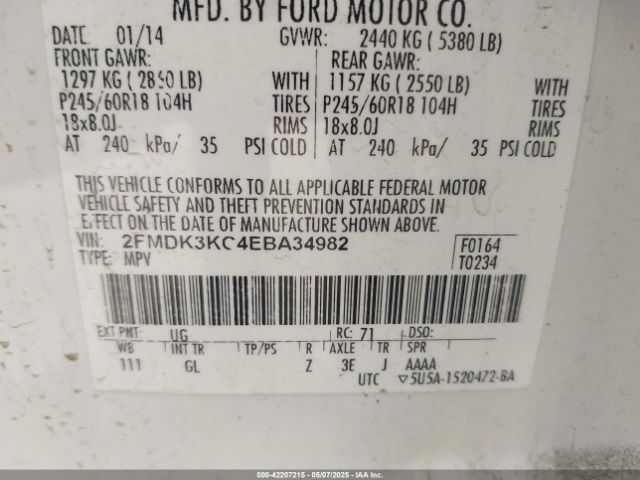 MFD. BY FORD MOTOR CO.
DATE 01/14 GVWR: 2440 KG ( 5380 LB)
FRONT GAWR: REAR GAWR:
1297 KG ( 2860 LB) WITH 1157 KG ( 2550 LB) WITH
P245/60R18 104H TIRES P245/60R18 104H TIRES
18x8.0J RIMS 18x8.0J RIMS
AT 240 kPa/ 35 PSI COLD AT 240 kPa/ 35 PSI COLD
THIS VEHICLE CONFORMS TO ALL APPLICABLE FEDERAL MOTOR
VEHICLE SAFETY AND THEFT PREVENTION STANDARDS IN
EFFECT ON THE DATE OF MANUFACTURE SHOWN ABOVE.
VIN: 2FMDK3KC4EBA34982 F0164
TYPE: MPV T0234
EXT PNT: UG RC: 71 DSO:
WB INT TR TP/PS R AXLE TR SPR
111 GL Z 3E J AAAA
UTC ▽5U5A-1520472-BA
000-42207215 - 05/07/2025 - COPYRIGHT IAA, LLC.